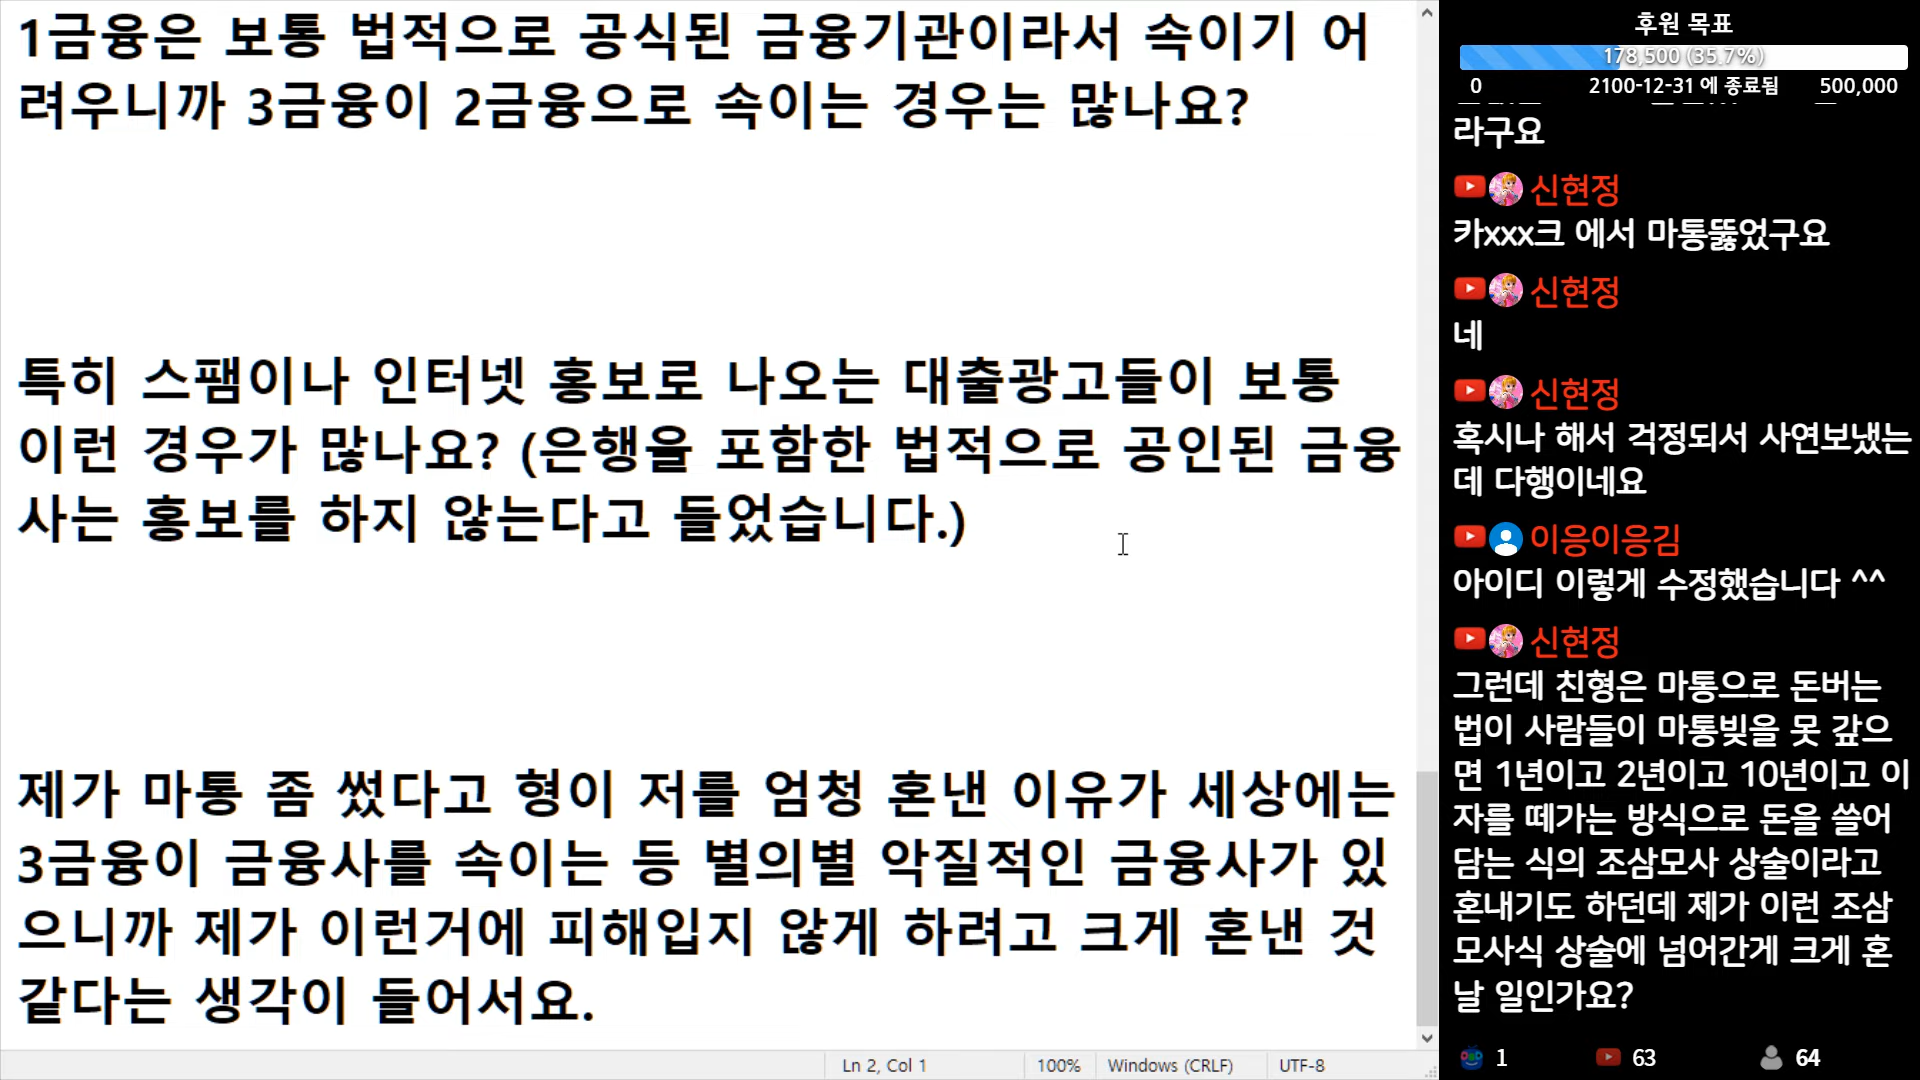 1금융은 보통 법적으로 공식된 금융기관이라서 속이기 어
려우니까 3금융이 2금융으로 속이는 경우는 많나요?
특히 스팸이나 인터넷 홍보로 나오는 대출광고들이 보통
이런 경우가 많나요? (은행율 포함한 법적으로 공인된 금융
사는 홍보를 하지 않는다고 들었습니다.)
제가 마통 좀 썼다고 형이 저를 엄청 혼낸 이유가 세상에는
3금융이 금융사를 속이는 등 별의별 악질적인 금융사가 있
으니까 제가 이런거에 피해입지 않게 하려고 크게 혼낸 것
같다는 생각이 들어서요.
Ln 2, Col 1
100%
Windows (CRLF)
UTF-8
후원 목표
178,500 (35.7%)
0
2100-12-31 에 종료됨
500,000
라구요
신현정
카xxx크 에서 마통뚫었구요
신현정
네
신현정
혹시나 해서 걱정되서 사연보냈는
데 다행이네요
이응이응김
아이디 이렇게 수정했습니다 ^^
신현정
그런데 친형은 마통으로 돈버는
법이 사람들이 마통빚을 못 갚으
면 1년이고 2년이고 10년이고 이
자를 떼가는 방식으로 돈을 쓸어
담는 식의 조삼모사 상술이라고
혼내기도 하던데 제가 이런 조삼
모사식 상술에 넘어간게 크게 혼
날 일인가요?
1
63
64